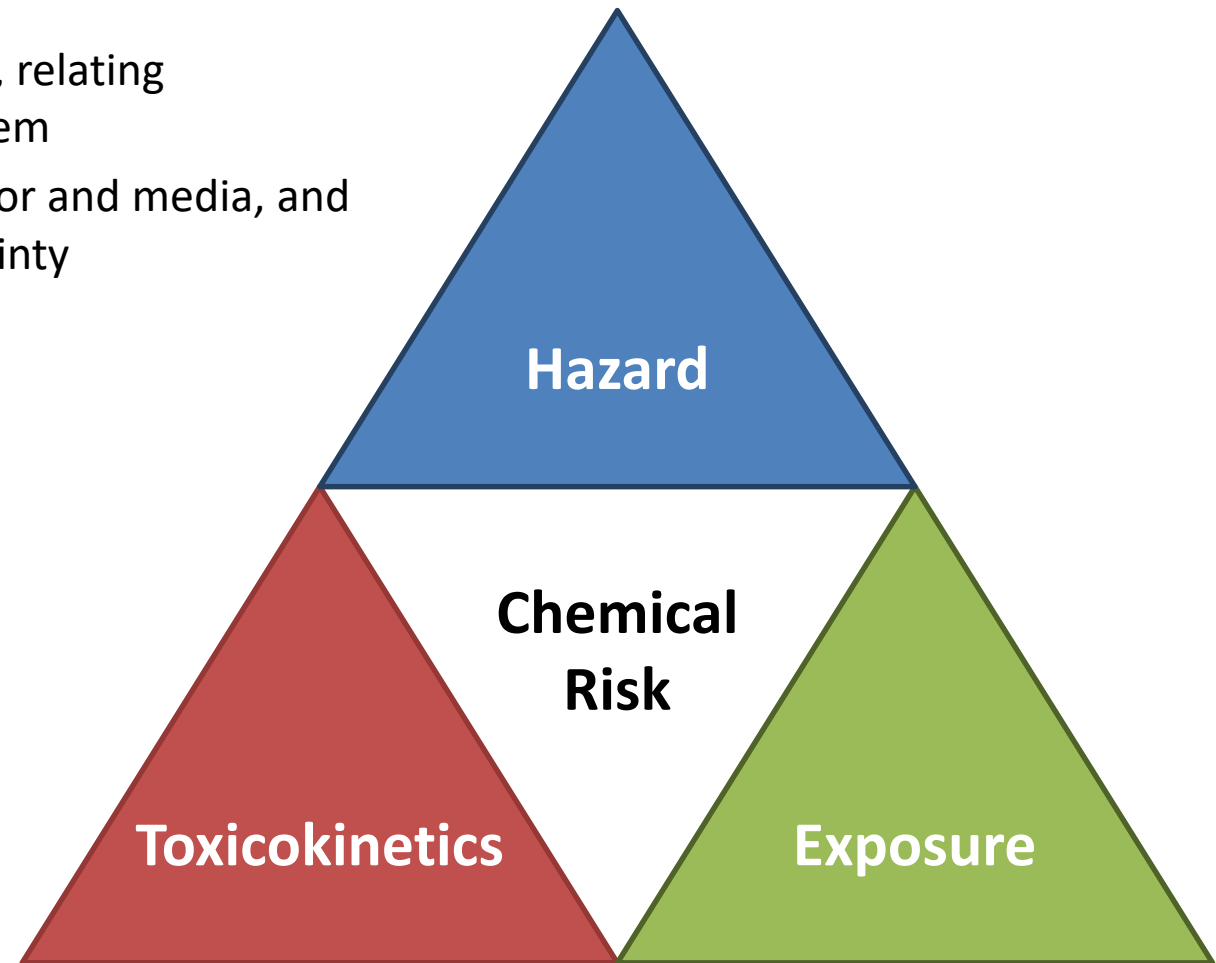 , relating
em
or and media, and
inty
Hazard
Chemical
Risk
Toxicokinetics
Exposure